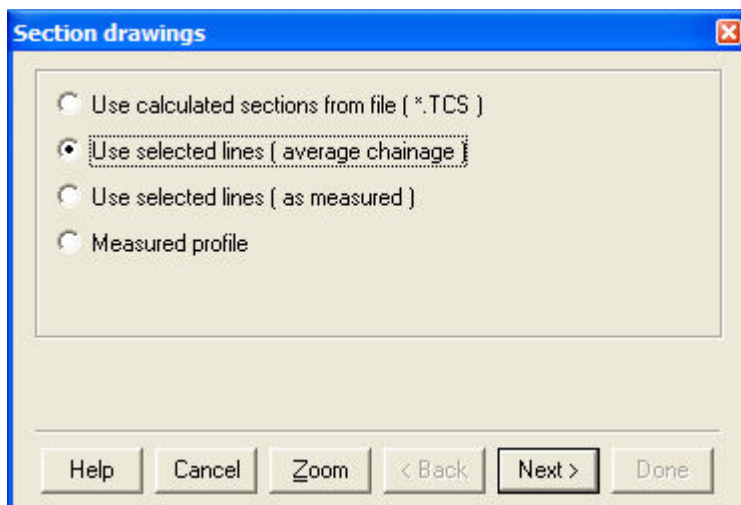 Section drawings
Use calculated sections from file ( *.TCS )
Use selected lines ( average chainage )
Use selected lines ( as measured )
Measured profile
Help Cancel Zoom < Back Next > Done